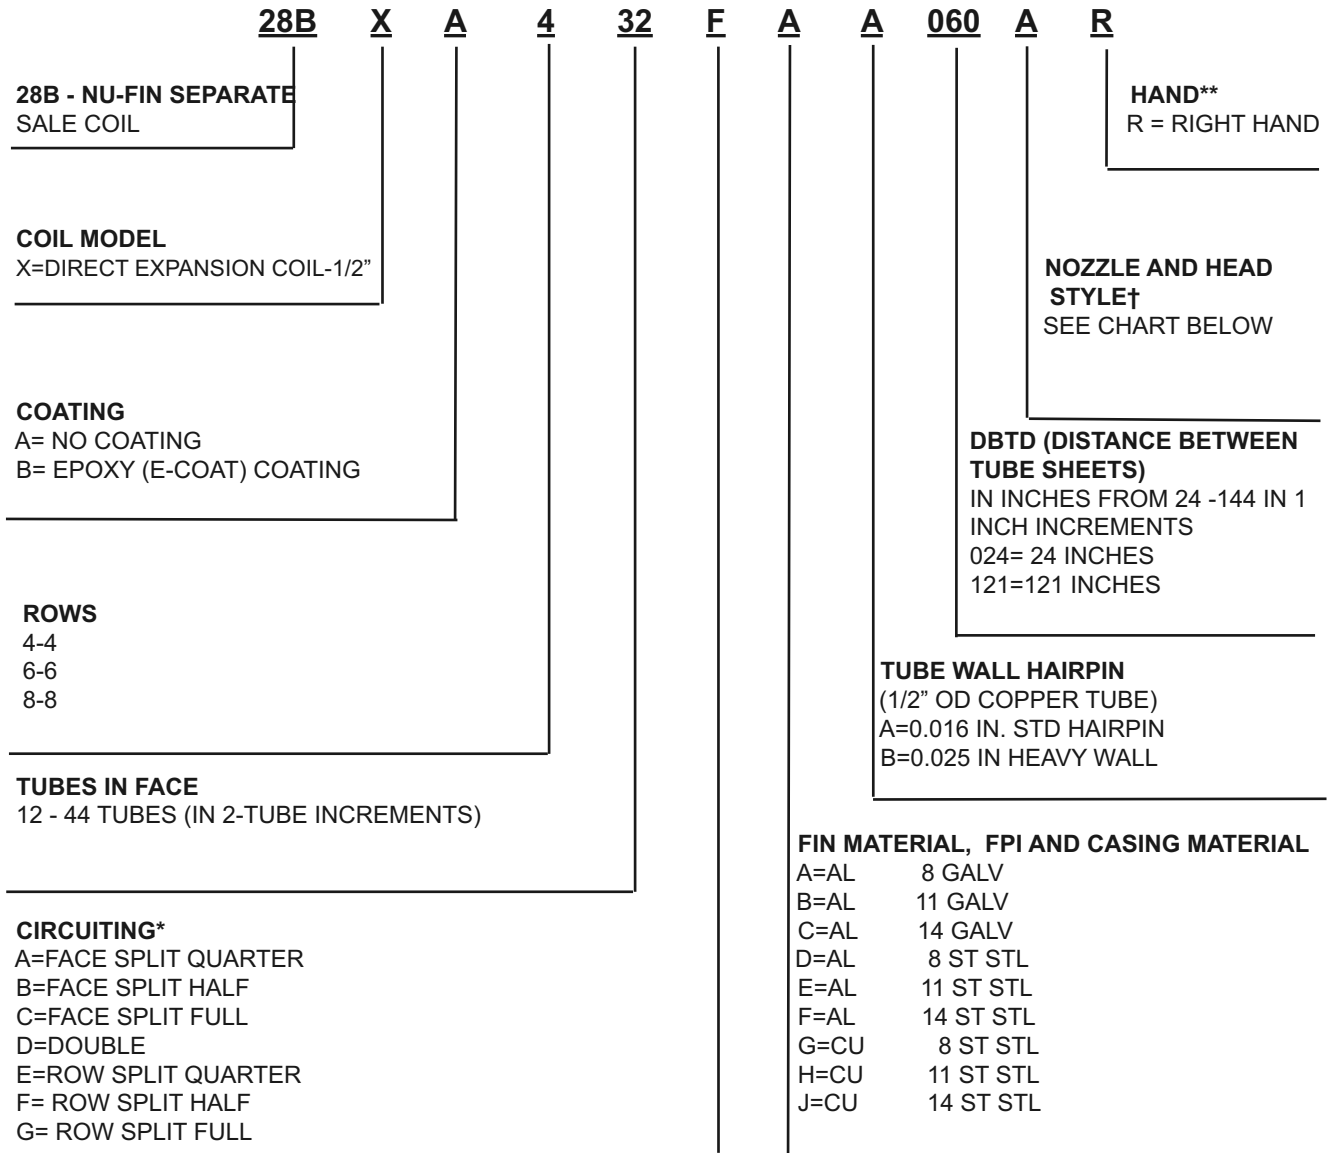 28B X A 4 32 F A A 060 A R
28B - NU-FIN SEPARATE
SALE COIL
HAND**
R = RIGHT HAND
COIL MODEL
X=DIRECT EXPANSION COIL-1/2”
NOZZLE AND HEAD
STYLE†
SEE CHART BELOW
COATING
A= NO COATING
B= EPOXY (E-COAT) COATING
DBTD (DISTANCE BETWEEN
TUBE SHEETS)
IN INCHES FROM 24 -144 IN 1
INCH INCREMENTS
024= 24 INCHES
121=121 INCHES
ROWS
4-4
6-6
8-8
TUBE WALL HAIRPIN
(1/2” OD COPPER TUBE)
A=0.016 IN. STD HAIRPIN
B=0.025 IN HEAVY WALL
TUBES IN FACE
12 - 44 TUBES (IN 2-TUBE INCREMENTS)
FIN MATERIAL, FPI AND CASING MATERIAL
A=AL 8 GALV
B=AL 11 GALV
C=AL 14 GALV
D=AL 8 ST STL
E=AL 11 ST STL
F=AL 14 ST STL
G=CU 8 ST STL
H=CU 11 ST STL
J=CU 14 ST STL
CIRCUITING*
A=FACE SPLIT QUARTER
B=FACE SPLIT HALF
C=FACE SPLIT FULL
D=DOUBLE
E=ROW SPLIT QUARTER
F= ROW SPLIT HALF
G= ROW SPLIT FULL